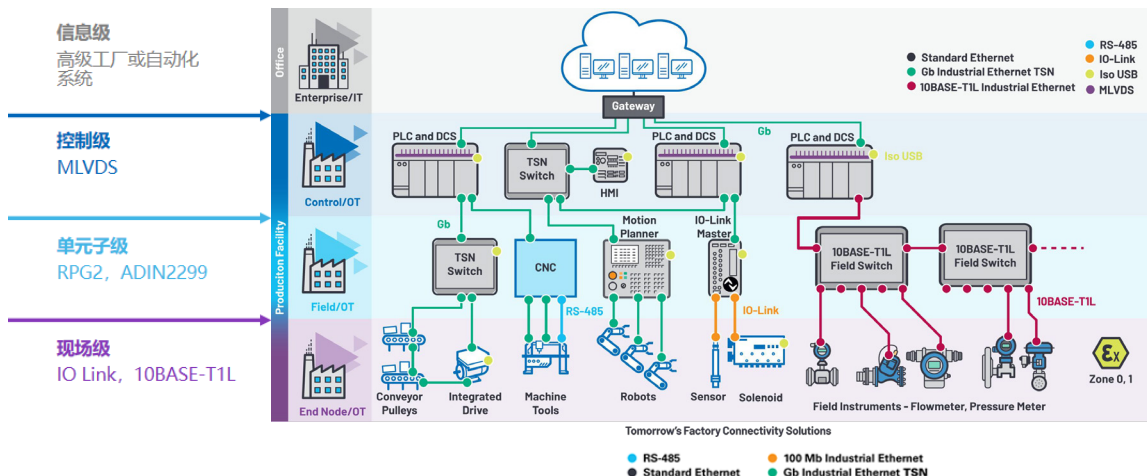 信息级
高级工厂或自动化
系统
控制级
MLVDS
单元子级
RPG2，ADIN2299
现场级
IO Link，10BASE-T1L
Office
Produciton Facility
Enterprise/IT
Control/OT
Field/OT
End Node/OT
Standard Ethernet
Gb Industrial Ethernet TSN
10BASE-T1L Industrial Ethernet
RS-485
IO-Link
Iso USB
MLVDS
Gateway
Gb
PLC and DCS
TSN
Switch
HMI
PLC and DCS
PLC and DCS
Iso USB
Gb
TSN
Switch
CNC
Motion
Planner
IO-Link
Master
10BASE-T1L
Field Switch
10BASE-T1L
Field Switch
RS-485
IO-Link
10BASE-T1L
Conveyor
Pulleys
Integrated
Drive
Machine
Tools
Robots
Sensor
Solenoid
Field Instruments - Flowmeter, Pressure Meter
εx
Zone 0, 1
Tomorrow's Factory Connectivity Solutions
RS-485
100 Mb Industrial Ethernet
Standard Ethernet
Gb Industrial Ethernet TSN